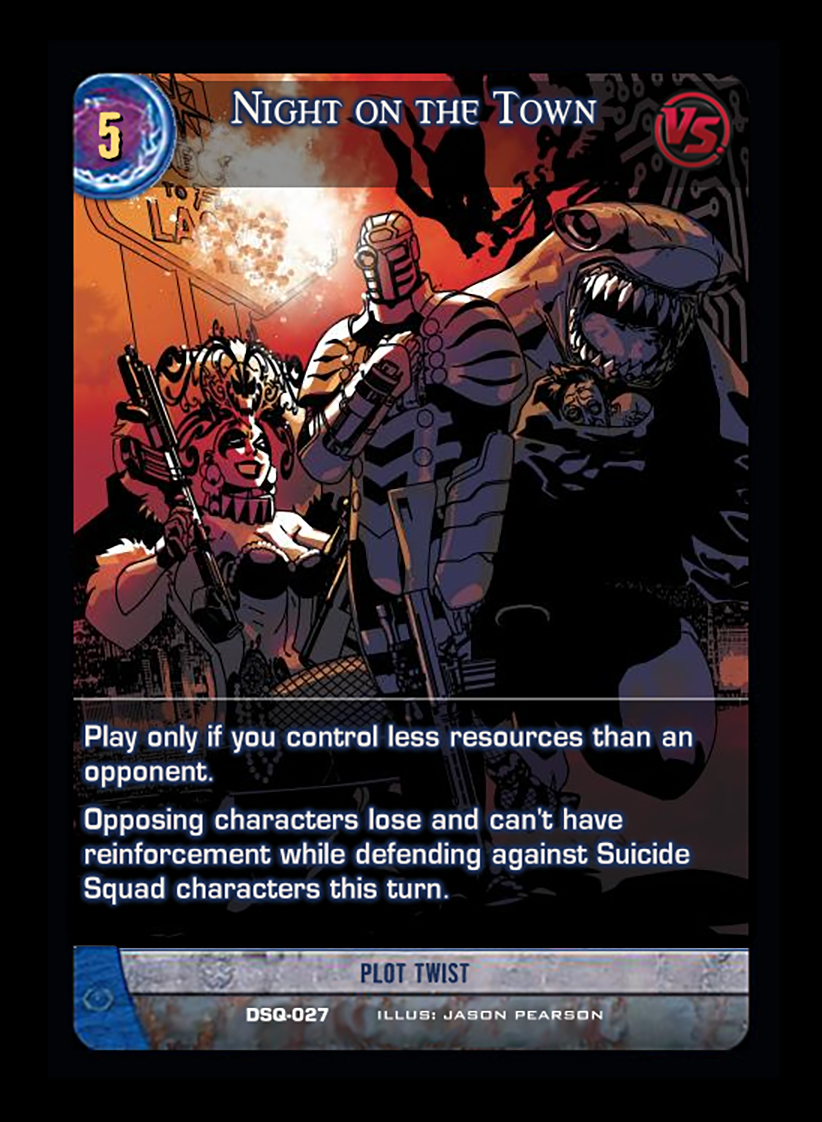 5
Night on the Town
VS.
TO
LA
Play only if you control less resources than an
opponent.
Opposing characters lose and can't have
reinforcement while defending against Suicide
Squad characters this turn.
PLOT TWIST
DSQ-027 ILLUS: JASON PEARSON